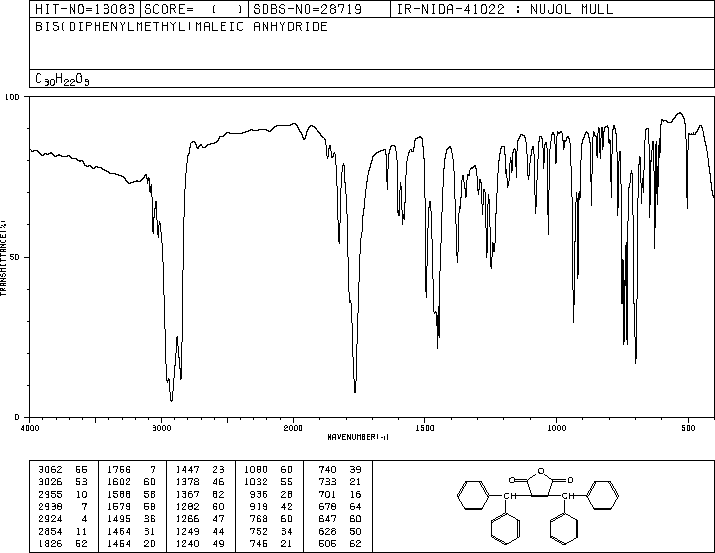 HIT-NO=13083 SCORE= ( ) SDBS-NO=28719 IR-NIDA-41022 : NUJOL MULL
BIS(DIPHENYLMETHYL)MALEIC ANHYDRIDE
C30H22O3
100
50
0
TRANSMITTANCE(%)
4000 3000 2000 1500 1000 500
WAVENUMBER(-1)
3062 66 1766 7 1447 23 1080 60 740 39
3026 53 1602 60 1378 46 1032 55 733 21
2955 10 1588 58 1367 82 936 28 701 16
2938 7 1579 58 1282 60 919 42 678 64
2924 4 1495 36 1266 47 768 60 647 60
2854 11 1464 31 1249 44 752 34 628 50
1826 62 1454 20 1240 49 746 21 606 62
O
O O
CH CH